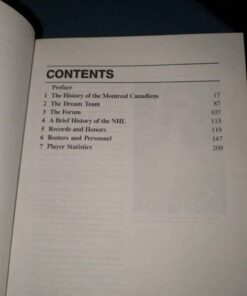 CONTENTS
Preface
1 The History of the Montreal Canadiens 17
2 The Dream Team 87
3 The Forum 107
4 A Brief History of the NHL 115
5 Records and Honors 119
6 Rosters and Personnel 147
7 Player Statistics 209